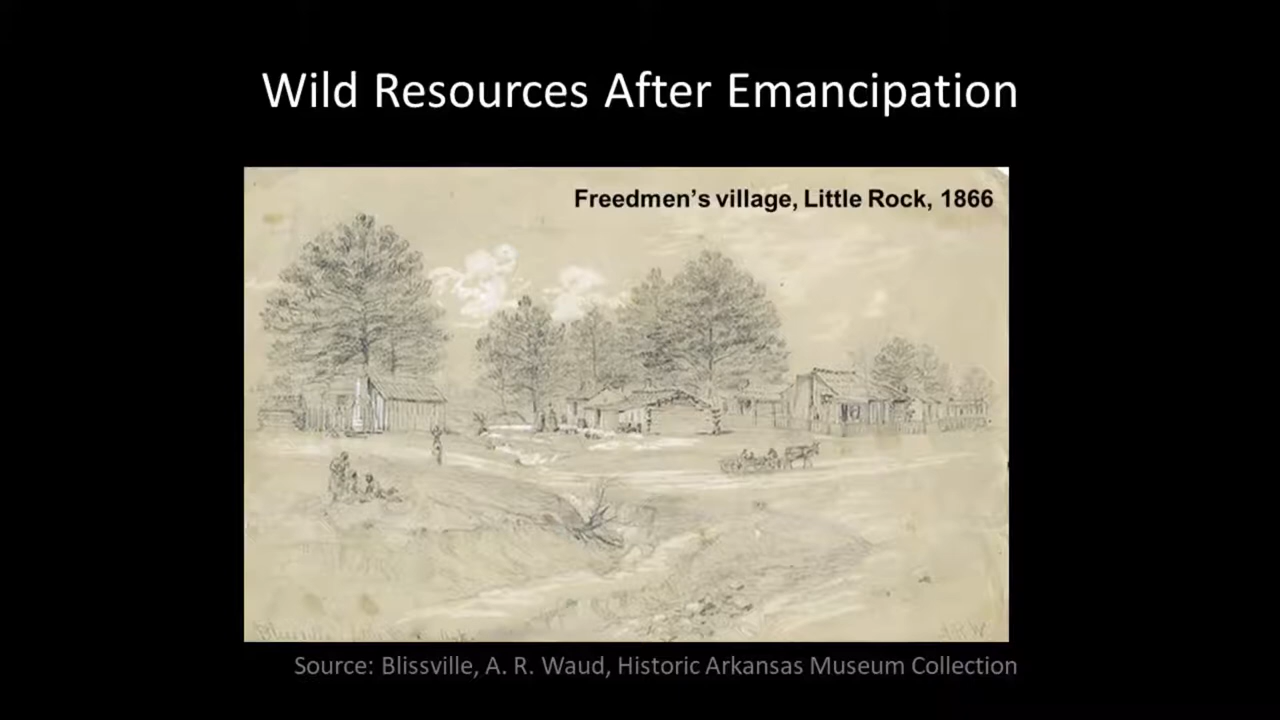 Wild Resources After Emancipation
Freedmen's village, Little Rock, 1866
A.R.W
Source: Blissville, A. R. Waud, Historic Arkansas Museum Collection